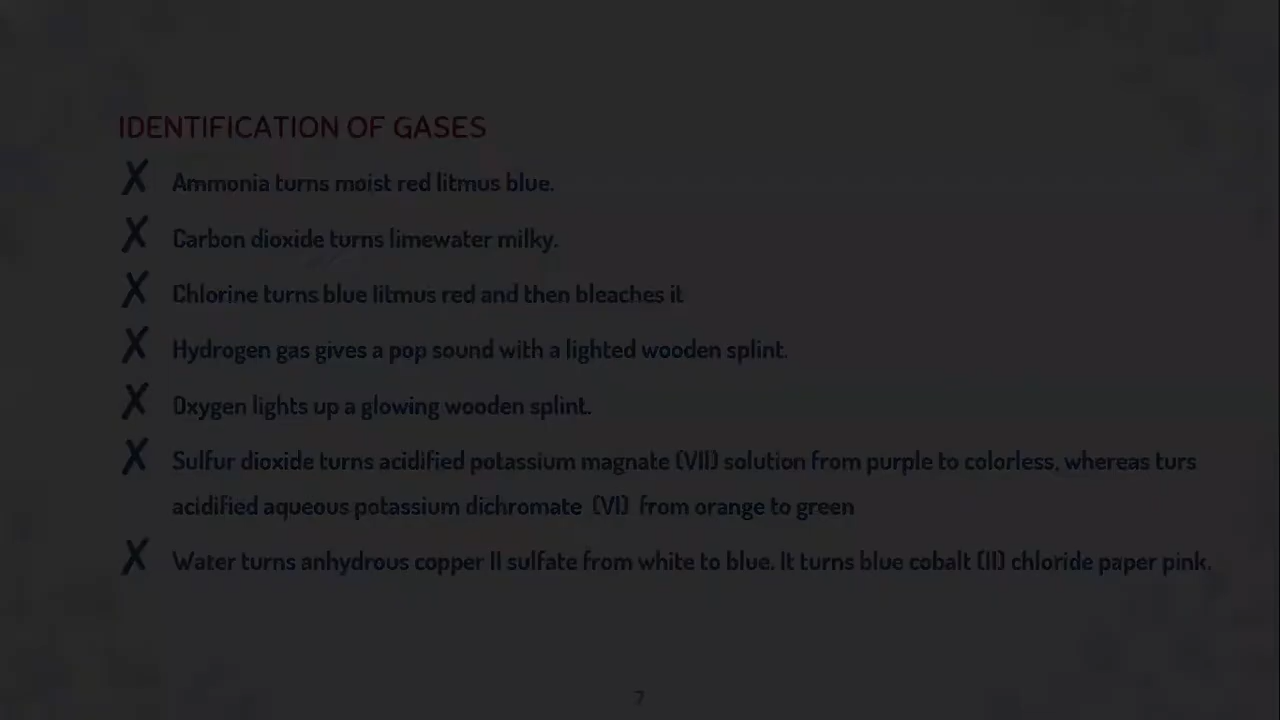 IDENTIFICATION OF GASES
✗ Ammonia turns moist red litmus blue.
✗ Carbon dioxide turns limewater milky.
✗ Chlorine turns blue litmus red and then bleaches it
✗ Hydrogen gas gives a pop sound with a lighted wooden splint.
✗ Oxygen lights up a glowing wooden splint.
✗ Sulfur dioxide turns acidified potassium magnate (VII) solution from purple to colorless, whereas turs
acidified aqueous potassium dichromate (VI) from orange to green
✗ Water turns anhydrous copper II sulfate from white to blue. It turns blue cobalt (II) chloride paper pink.
7